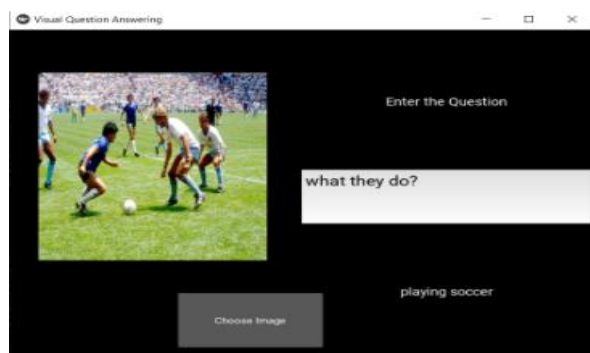 Visual Question Answering
Enter the Question
what they do?
playing soccer
Choose Image